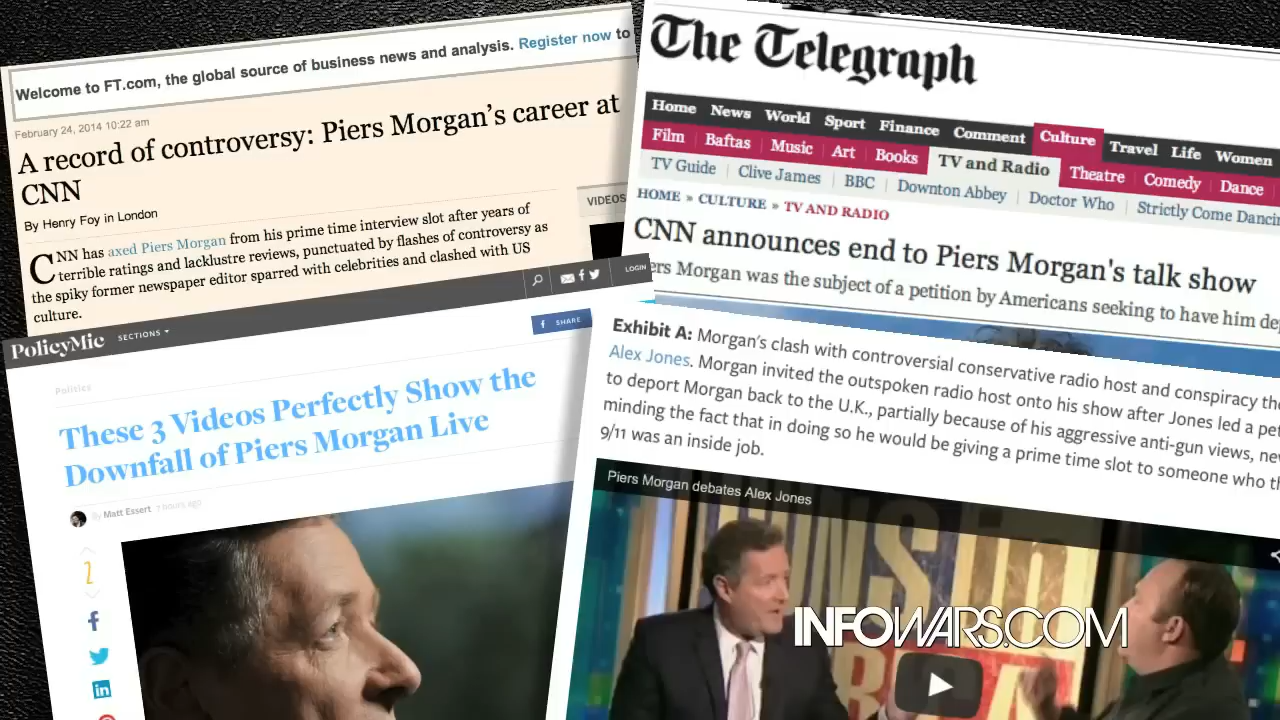 Welcome to FT.com, the global source of business news and analysis. Register now to
February 24, 2014 10:22 am
A record of controversy: Piers Morgan's career at
CNN
By Henry Foy in London
VIDEOS
CNN has axed Piers Morgan from his prime time interview slot after years of
terrible ratings and lacklustre reviews, punctuated by flashes of controversy as
the spiky former newspaper editor sparred with celebrities and clashed with US
culture.
The Telegraph
Home News World Sport Finance Comment Culture Travel Life Women
Film Baftas Music Art Books TV and Radio Theatre Comedy Dance
TV Guide Clive James BBC Downton Abbey Doctor Who Strictly Come Danci
HOME » CULTURE » TV AND RADIO
CNN announces end to Piers Morgan's talk show
ers Morgan was the subject of a petition by Americans seeking to have him de
PolicyMic SECTIONS LOGIN
f SHARE
Politics
These 3 Videos Perfectly Show the
Downfall of Piers Morgan Live
By Matt Essert 7 hours ago
2
Exhibit A: Morgan's clash with controversial conservative radio host and conspiracy the
Alex Jones. Morgan invited the outspoken radio host onto his show after Jones led a pet
to deport Morgan back to the U.K., partially because of his aggressive anti-gun views, nev
minding the fact that in doing so he would be giving a prime time slot to someone who th
9/11 was an inside job.
Piers Morgan debates Alex Jones
INFOWARS.COM